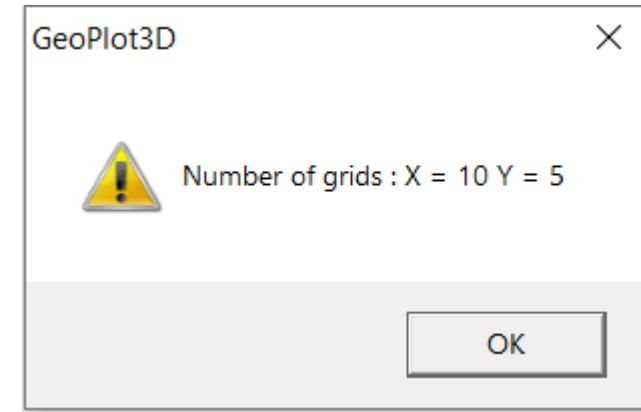 GeoPlot3D
Number of grids : X = 10 Y = 5
OK